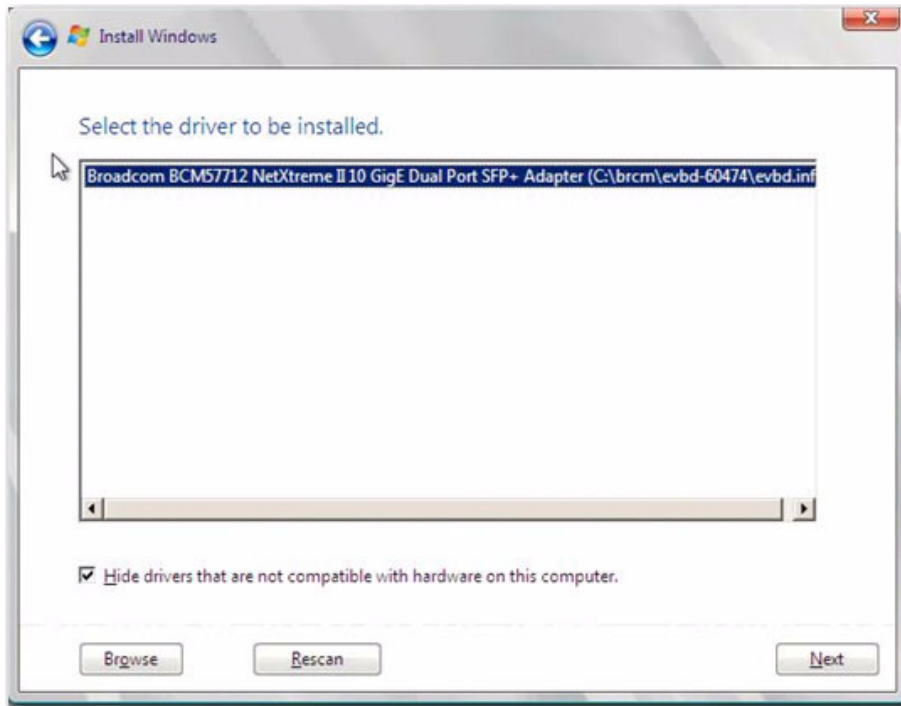 Install Windows
Select the driver to be installed.
Broadcom BCM57712 NetXtreme II 10 GigE Dual Port SFP+ Adapter (C:\brcm\evbd-60474\evbd.inf
Hide drivers that are not compatible with hardware on this computer.
Browse Rescan Next